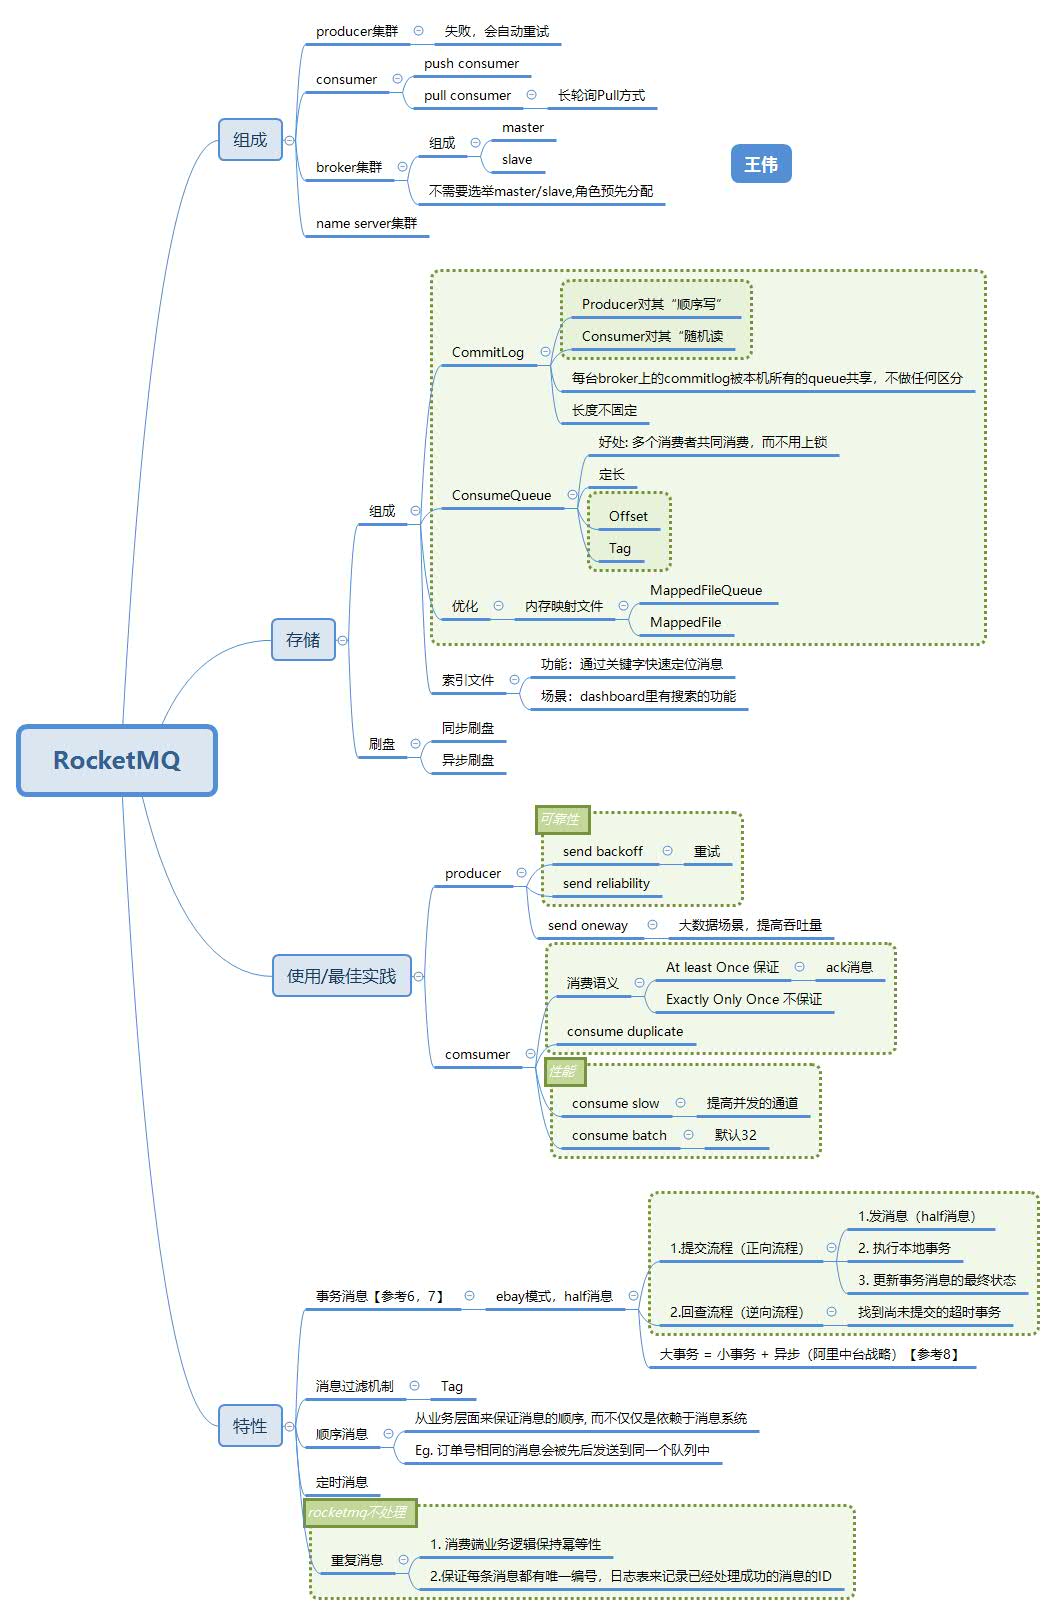 producer集群
失败，会自动重试
consumer
push consumer
pull consumer
长轮询Pull方式
组成
broker集群
组成
master
slave
不需要选举master/slave,角色预先分配
name server集群
王伟
CommitLog
Producer对其“顺序写”
Consumer对其“随机读
每台broker上的commitlog被本机所有的queue共享，不做任何区分
长度不固定
组成
ConsumeQueue
好处: 多个消费者共同消费，而不用上锁
定长
Offset
Tag
优化
内存映射文件
MappedFileQueue
MappedFile
存储
索引文件
功能：通过关键字快速定位消息
场景：dashboard里有搜索的功能
刷盘
同步刷盘
异步刷盘
RocketMQ
可靠性
producer
send backoff
重试
send reliability
send oneway
大数据场景，提高吞吐量
使用/最佳实践
消费语义
At least Once 保证
ack消息
Exactly Only Once 不保证
consume duplicate
comsumer
性能
consume slow
提高并发的通道
consume batch
默认32
事务消息【参考6，7】
ebay模式，half消息
1.提交流程（正向流程）
1.发消息（half消息）
2. 执行本地事务
3. 更新事务消息的最终状态
2.回查流程（逆向流程）
找到尚未提交的超时事务
大事务 = 小事务 + 异步（阿里中台战略）【参考8】
消息过滤机制
Tag
特性
顺序消息
从业务层面来保证消息的顺序, 而不仅仅是依赖于消息系统
Eg. 订单号相同的消息会被先后发送到同一个队列中
定时消息
rocketmq不处理
重复消息
1. 消费端业务逻辑保持幂等性
2.保证每条消息都有唯一编号，日志表来记录已经处理成功的消息的ID